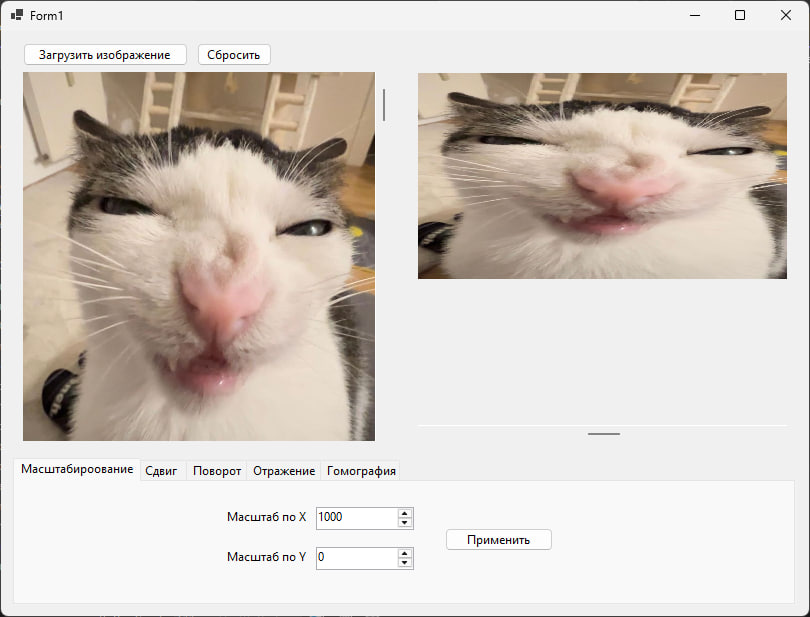 Form1
Загрузить изображение
Сбросить
Масштабироование
Сдвиг
Поворот
Отражение
Гомография
Масштаб по X
1000
Масштаб по Y
0
Применить